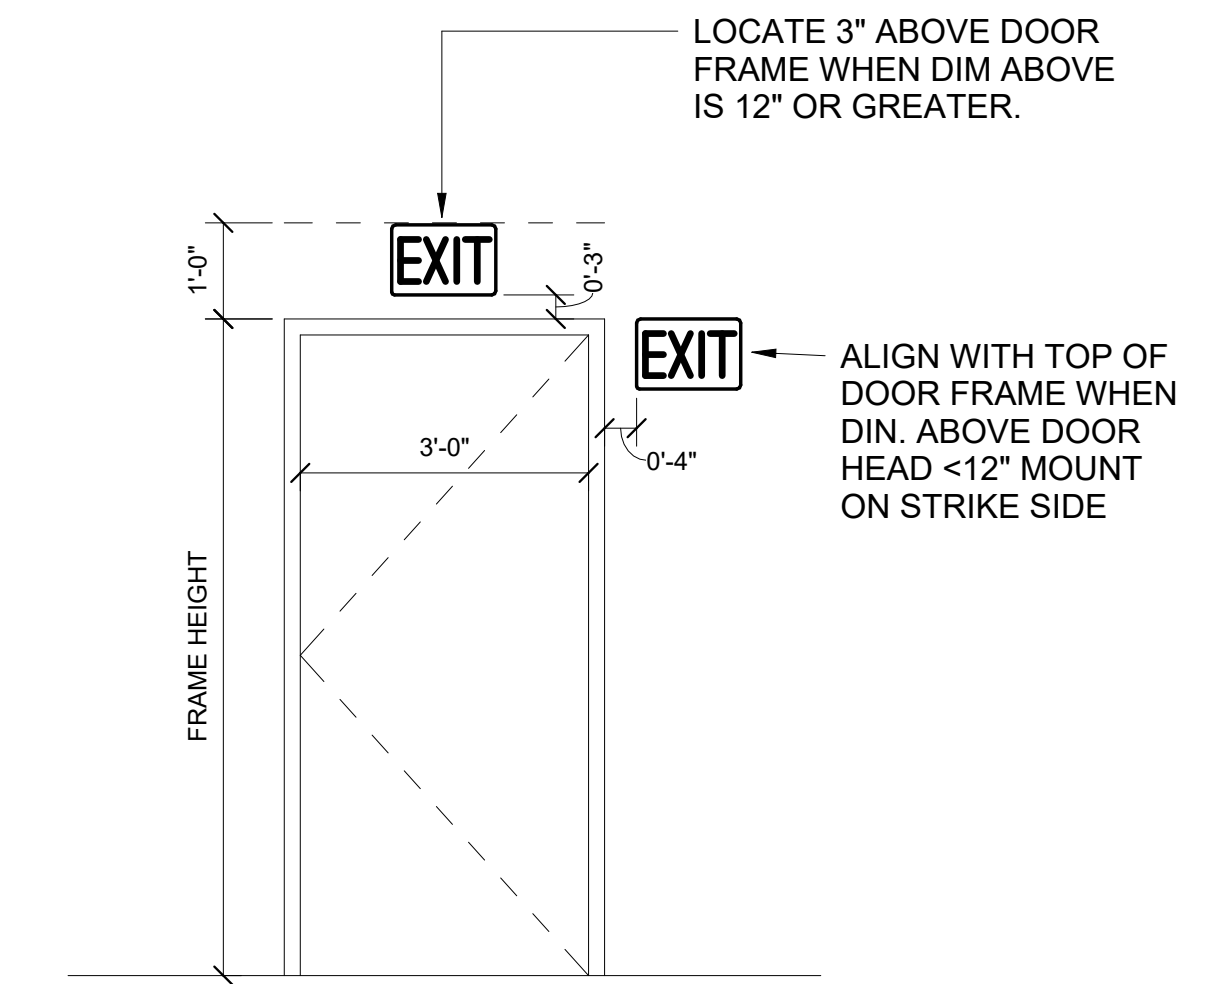 LOCATE 3" ABOVE DOOR
FRAME WHEN DIM ABOVE
IS 12" OR GREATER.
1'-0"
EXIT
0'-3"
EXIT
ALIGN WITH TOP OF
DOOR FRAME WHEN
DIN. ABOVE DOOR
HEAD <12" MOUNT
ON STRIKE SIDE
3'-0"
0'-4"
FRAME HEIGHT